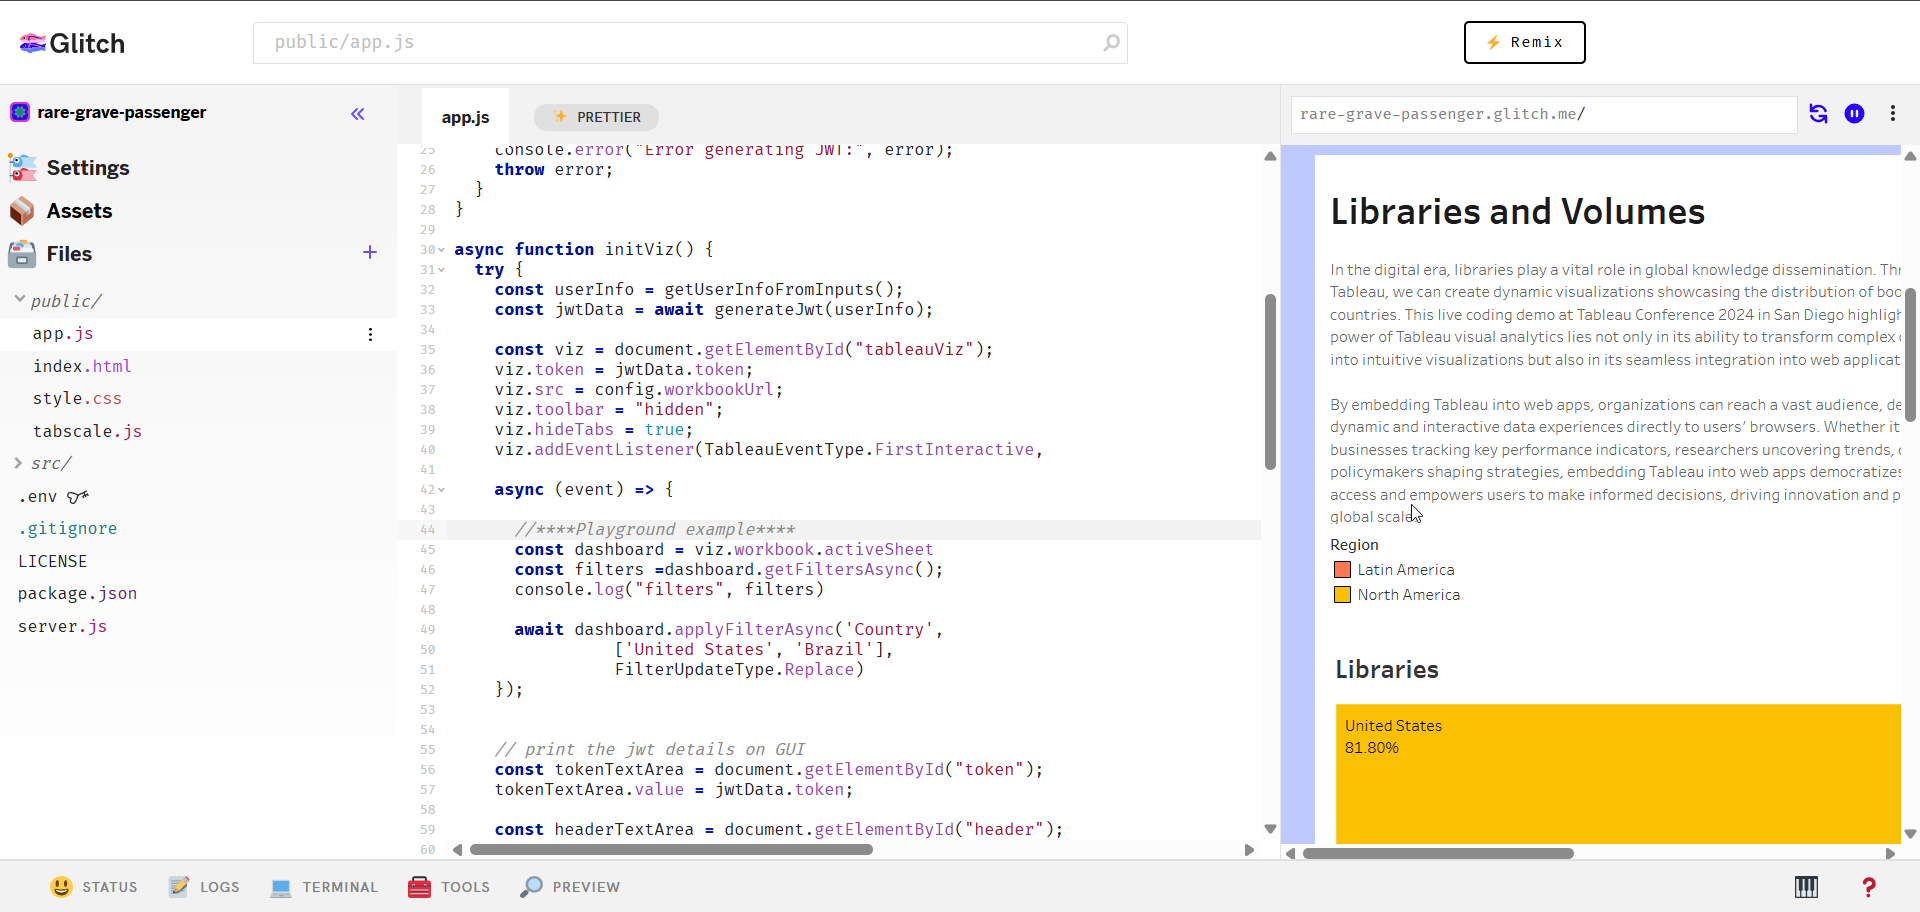 Glitch
public/app.js
⚡ Remix
rare-grave-passenger
«
Settings
Assets
Files
+
public/
app.js
index.html
style.css
tabscale.js
src/
.env
.gitignore
LICENSE
package.json
server.js
app.js
✨ PRETTIER
25 console.error("Error generating JWT:", error);
26 throw error;
27 }
28 }
29
30 async function initViz() {
31 try {
32 const userInfo = getUserInfoFromInputs();
33 const jwtData = await generateJwt(userInfo);
34
35 const viz = document.getElementById("tableauViz");
36 viz.token = jwtData.token;
37 viz.src = config.workbookUrl;
38 viz.toolbar = "hidden";
39 viz.hideTabs = true;
40 viz.addEventListener(TableauEventType.FirstInteractive,
41
42 async (event) => {
43
44 //****Playground example****
45 const dashboard = viz.workbook.activeSheet
46 const filters =dashboard.getFiltersAsync();
47 console.log("filters", filters)
48
49 await dashboard.applyFilterAsync('Country',
50 ['United States', 'Brazil'],
51 FilterUpdateType.Replace)
52 });
53
54
55 // print the jwt details on GUI
56 const tokenTextArea = document.getElementById("token");
57 tokenTextArea.value = jwtData.token;
58
59 const headerTextArea = document.getElementById("header");
60
rare-grave-passenger.glitch.me/
Libraries and Volumes
In the digital era, libraries play a vital role in global knowledge dissemination.
Tableau, we can create dynamic visualizations showcasing the distribution of
countries. This live coding demo at Tableau Conference 2024 in San Diego
power of Tableau visual analytics lies not only in its ability to transform complex
into intuitive visualizations but also in its seamless integration into web
By embedding Tableau into web apps, organizations can reach a vast audience,
dynamic and interactive data experiences directly to users' browsers. Whether it
businesses tracking key performance indicators, researchers uncovering trends,
policymakers shaping strategies, embedding Tableau into web apps democratizes
access and empowers users to make informed decisions, driving innovation and
global scale
Region
Latin America
North America
Libraries
United States
81.80%
STATUS
LOGS
TERMINAL
TOOLS
PREVIEW
?